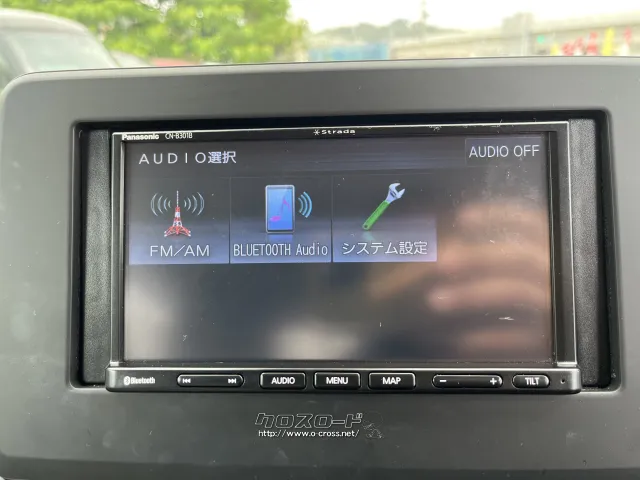 Panasonic CN-B301B
Strada
AUDIO選択
AUDIO OFF
FM/AM
BLUETOOTH Audio
システム設定
Bluetooth
AUDIO
MENU
MAP
− +
TILT
クロスロード
http://www.o-cross.net/